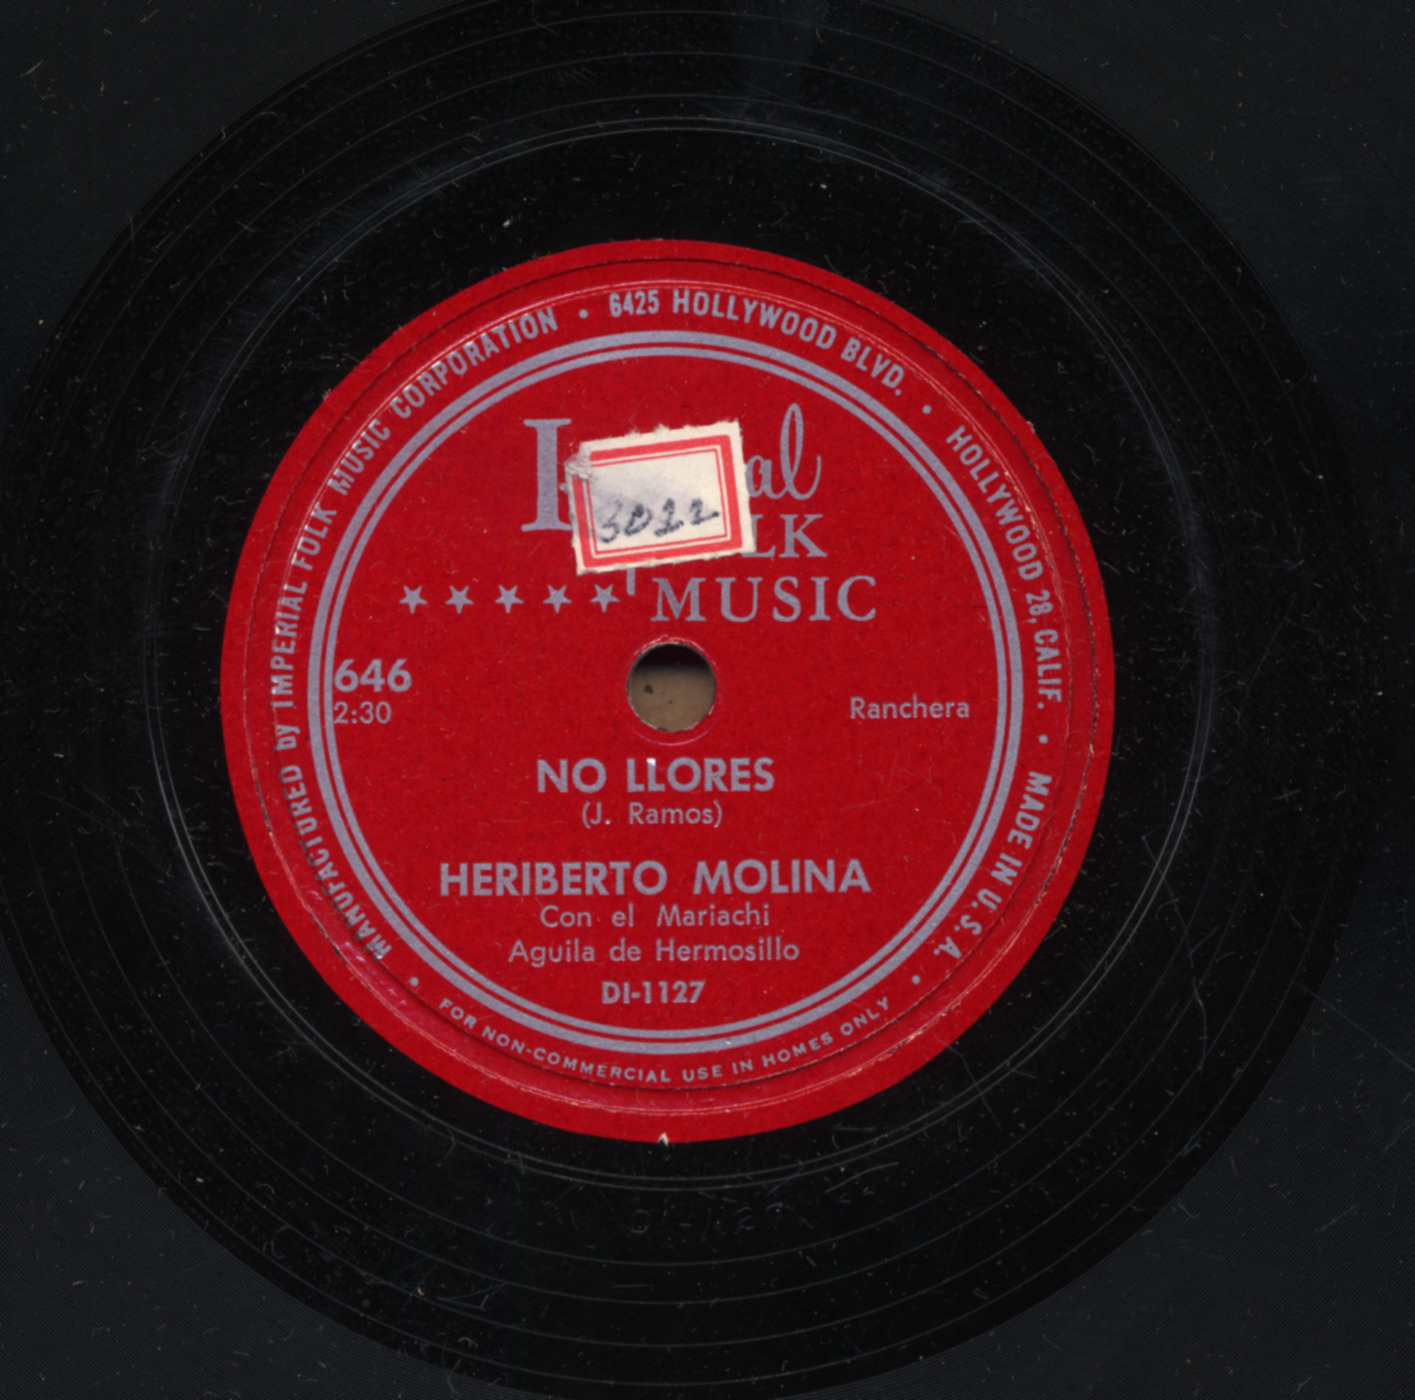 MANUFACTURED by IMPERIAL FOLK MUSIC CORPORATION • 6425 HOLLYWOOD BLVD. • HOLLYWOOD 28, CALIF. • MADE IN U. S. A. •
3022
MUSIC
646
2:30
Ranchera
NO LLORES
(J. Ramos)
HERIBERTO MOLINA
Con el Mariachi
Aguila de Hermosillo
DI-1127
FOR NON-COMMERCIAL USE IN HOMES ONLY